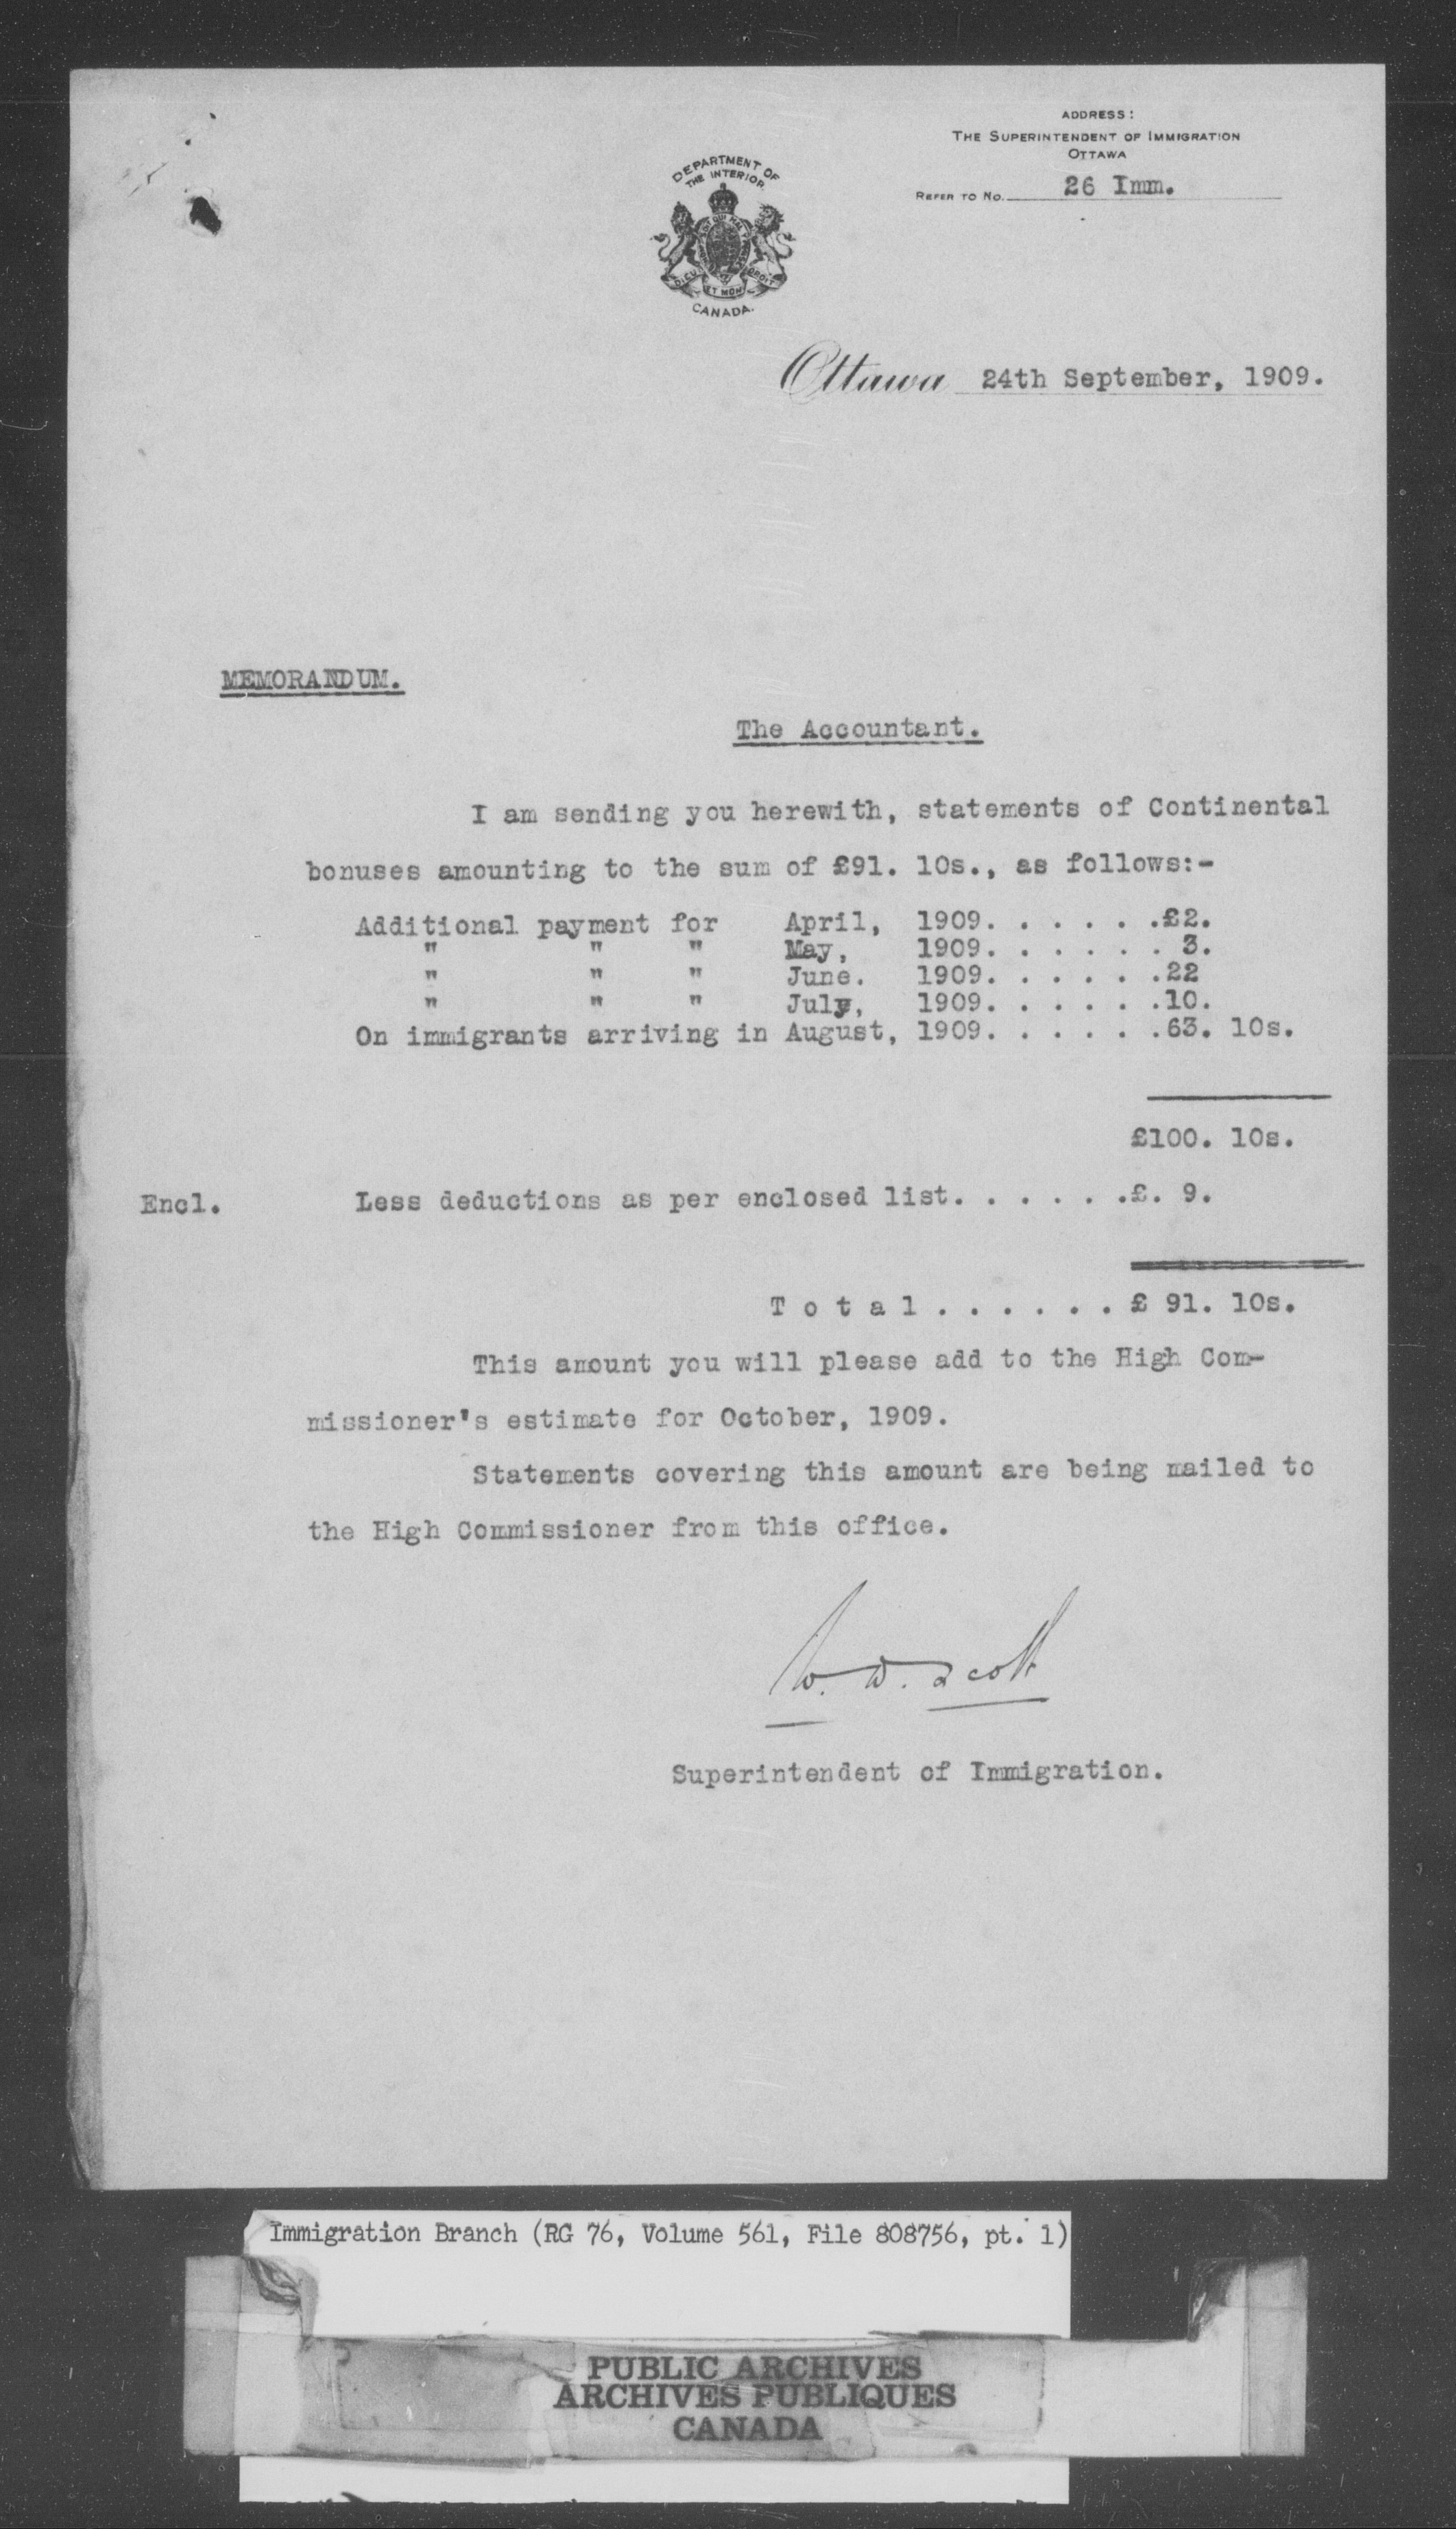 ADDRESS:
THE SUPERINTENDENT OF IMMIGRATION
OTTAWA
REFER TO NO. 26 Imm.
DEPARTMENT OF
THE INTERIOR.
DIEU ET MON DROIT
CANADA.
Ottawa 24th September, 1909.
MEMORANDUM.
The Accountant.
I am sending you herewith, statements of Continental
bonuses amounting to the sum of £91. 10s., as follows:-
Additional payment for April, 1909. . . . . . .£2.
" " " May, 1909. . . . . . . 3.
" " " June. 1909. . . . . . .22
" " " July, 1909. . . . . . .10.
On immigrants arriving in August, 1909. . . . . . .63. 10s.
£100. 10s.
Encl. Less deductions as per enclosed list. . . . . . .£. 9.
T o t a l . . . . . . . £ 91. 10s.
This amount you will please add to the High Com-
missioner's estimate for October, 1909.
Statements covering this amount are being mailed to
the High Commissioner from this office.
W. D. Scott
Superintendent of Immigration.
Immigration Branch (RG 76, Volume 561, File 808756, pt. 1)
PUBLIC ARCHIVES
ARCHIVES PUBLIQUES
CANADA